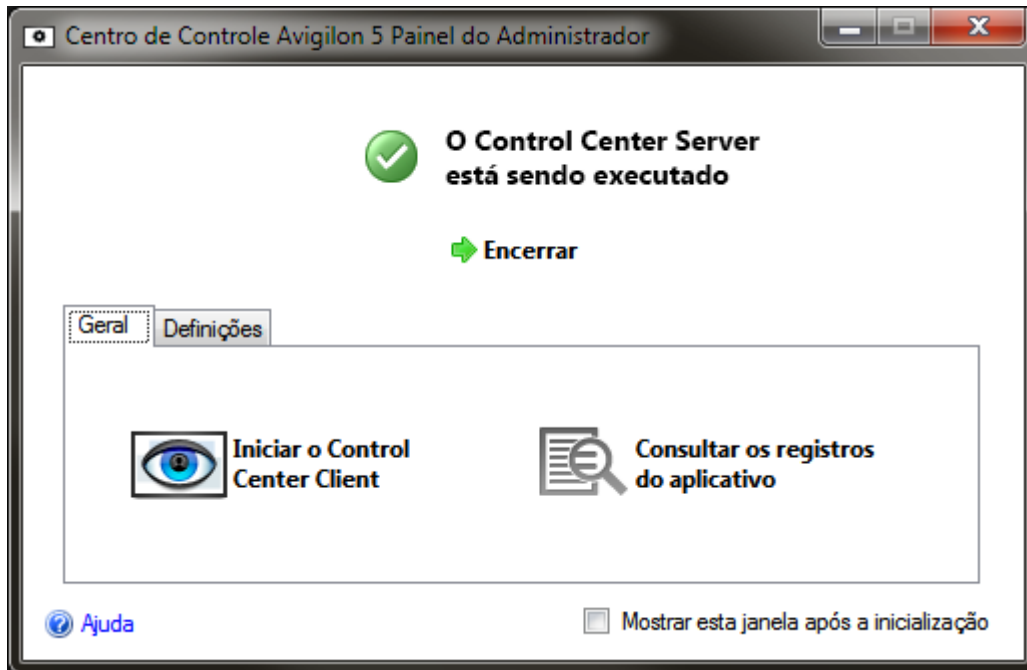 Centro de Controle Avigilon 5 Painel do Administrador
O Control Center Server
está sendo executado
Encerrar
Geral
Definições
Iniciar o Control
Center Client
Consultar os registros
do aplicativo
Ajuda
Mostrar esta janela após a inicialização